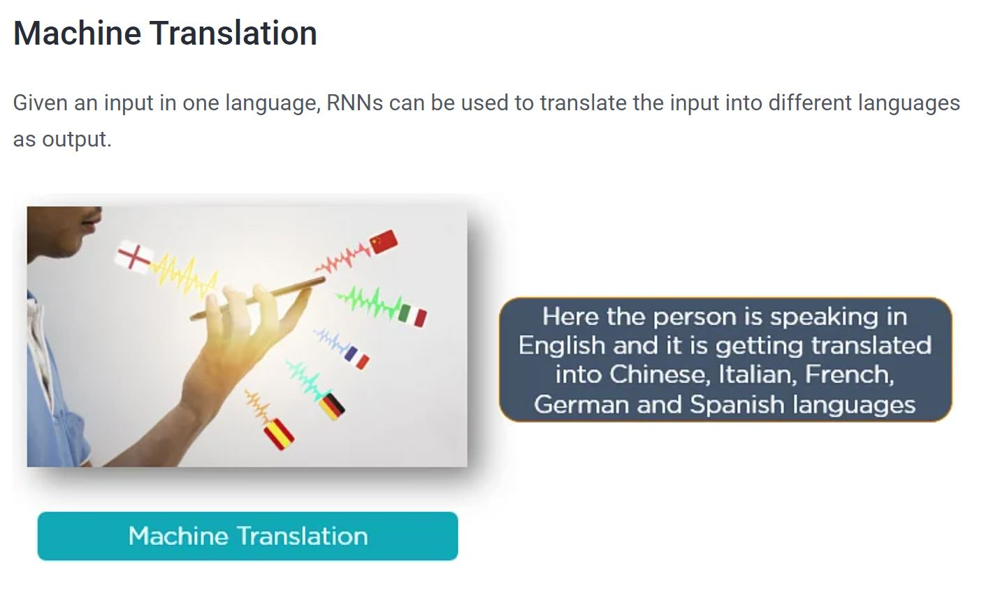 Machine Translation
Given an input in one language, RNNs can be used to translate the input into different languages
as output.
Here the person is speaking in
English and it is getting translated
into Chinese, Italian, French,
German and Spanish languages
Machine Translation